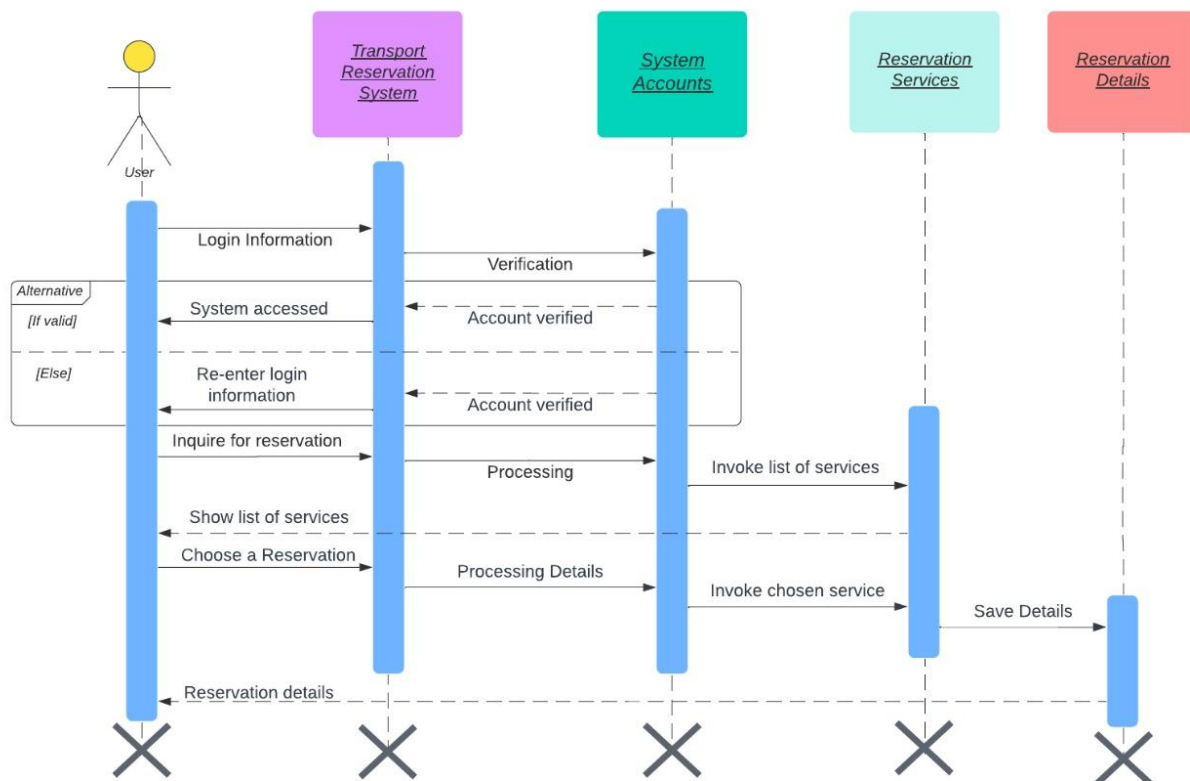 Transport
Reservation
System
System
Accounts
Reservation
Services
Reservation
Details
User
Login Information
Verification
Alternative
[If valid]
System accessed
Account verified
[Else]
Re-enter login
information
Account verified
Inquire for reservation
Processing
Invoke list of services
Show list of services
Choose a Reservation
Processing Details
Invoke chosen service
Save Details
Reservation details